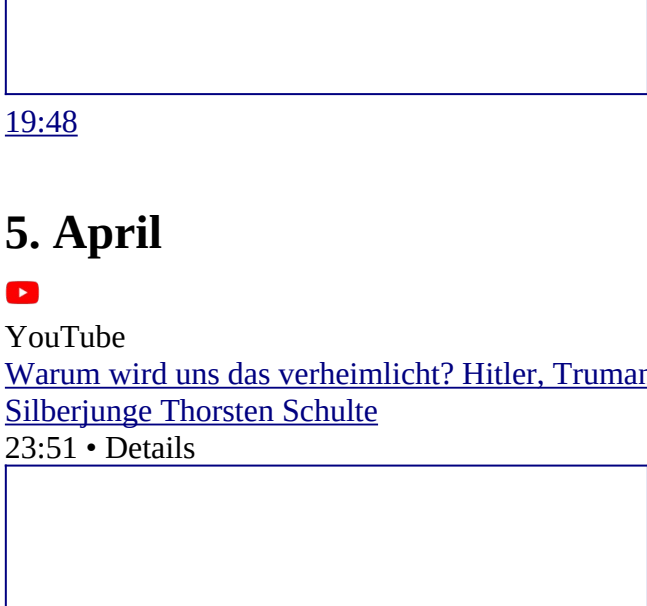 19:48
5. April
YouTube
Warum wird uns das verheimlicht? Hitler, Truman
Silberjunge Thorsten Schulte
23:51 • Details